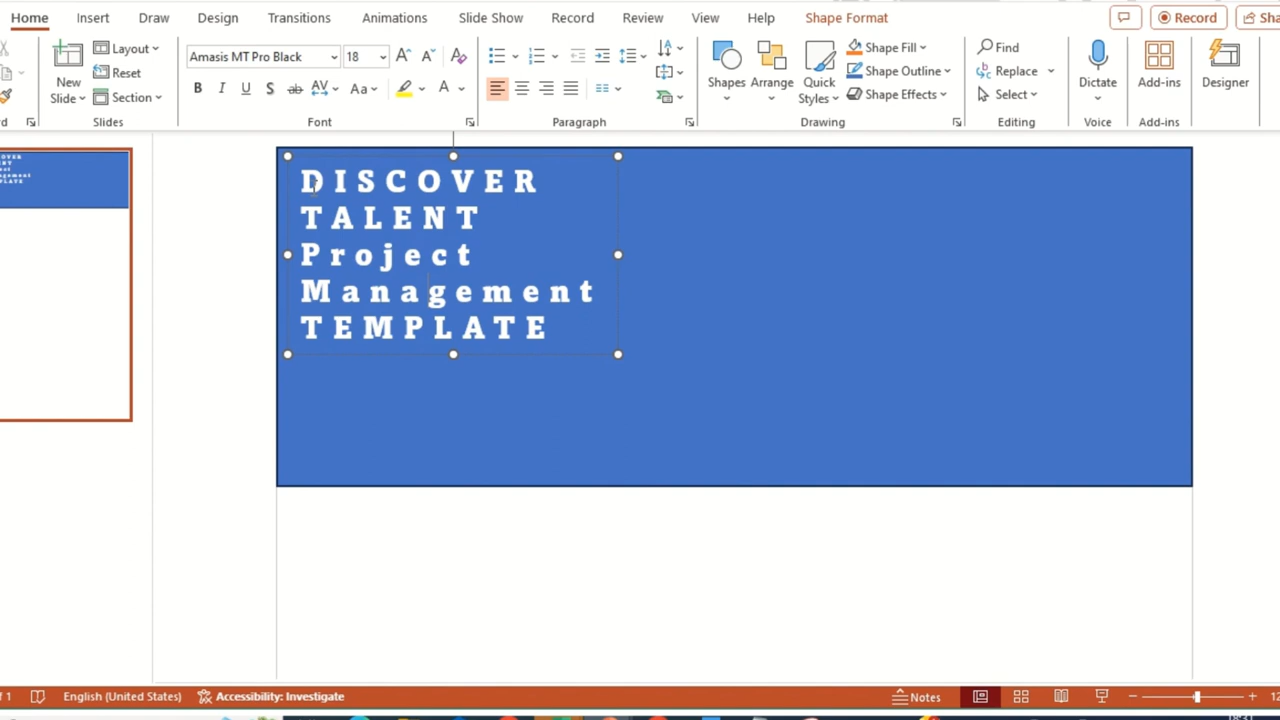 Home Insert Draw Design Transitions Animations Slide Show Record Review View Help Shape Format Record
Layout Amasis MT Pro Black 18 Shape Fill Find
Reset Shape Outline Replace
New Slide Section B I U S ab AV Aa A Shapes Arrange Quick Styles Shape Effects Select Dictate Add-ins Designer
Slides Font Paragraph Drawing Editing Voice Add-ins
DISCOVER
TALENT
Project
Management
TEMPLATE
English (United States) Accessibility: Investigate Notes